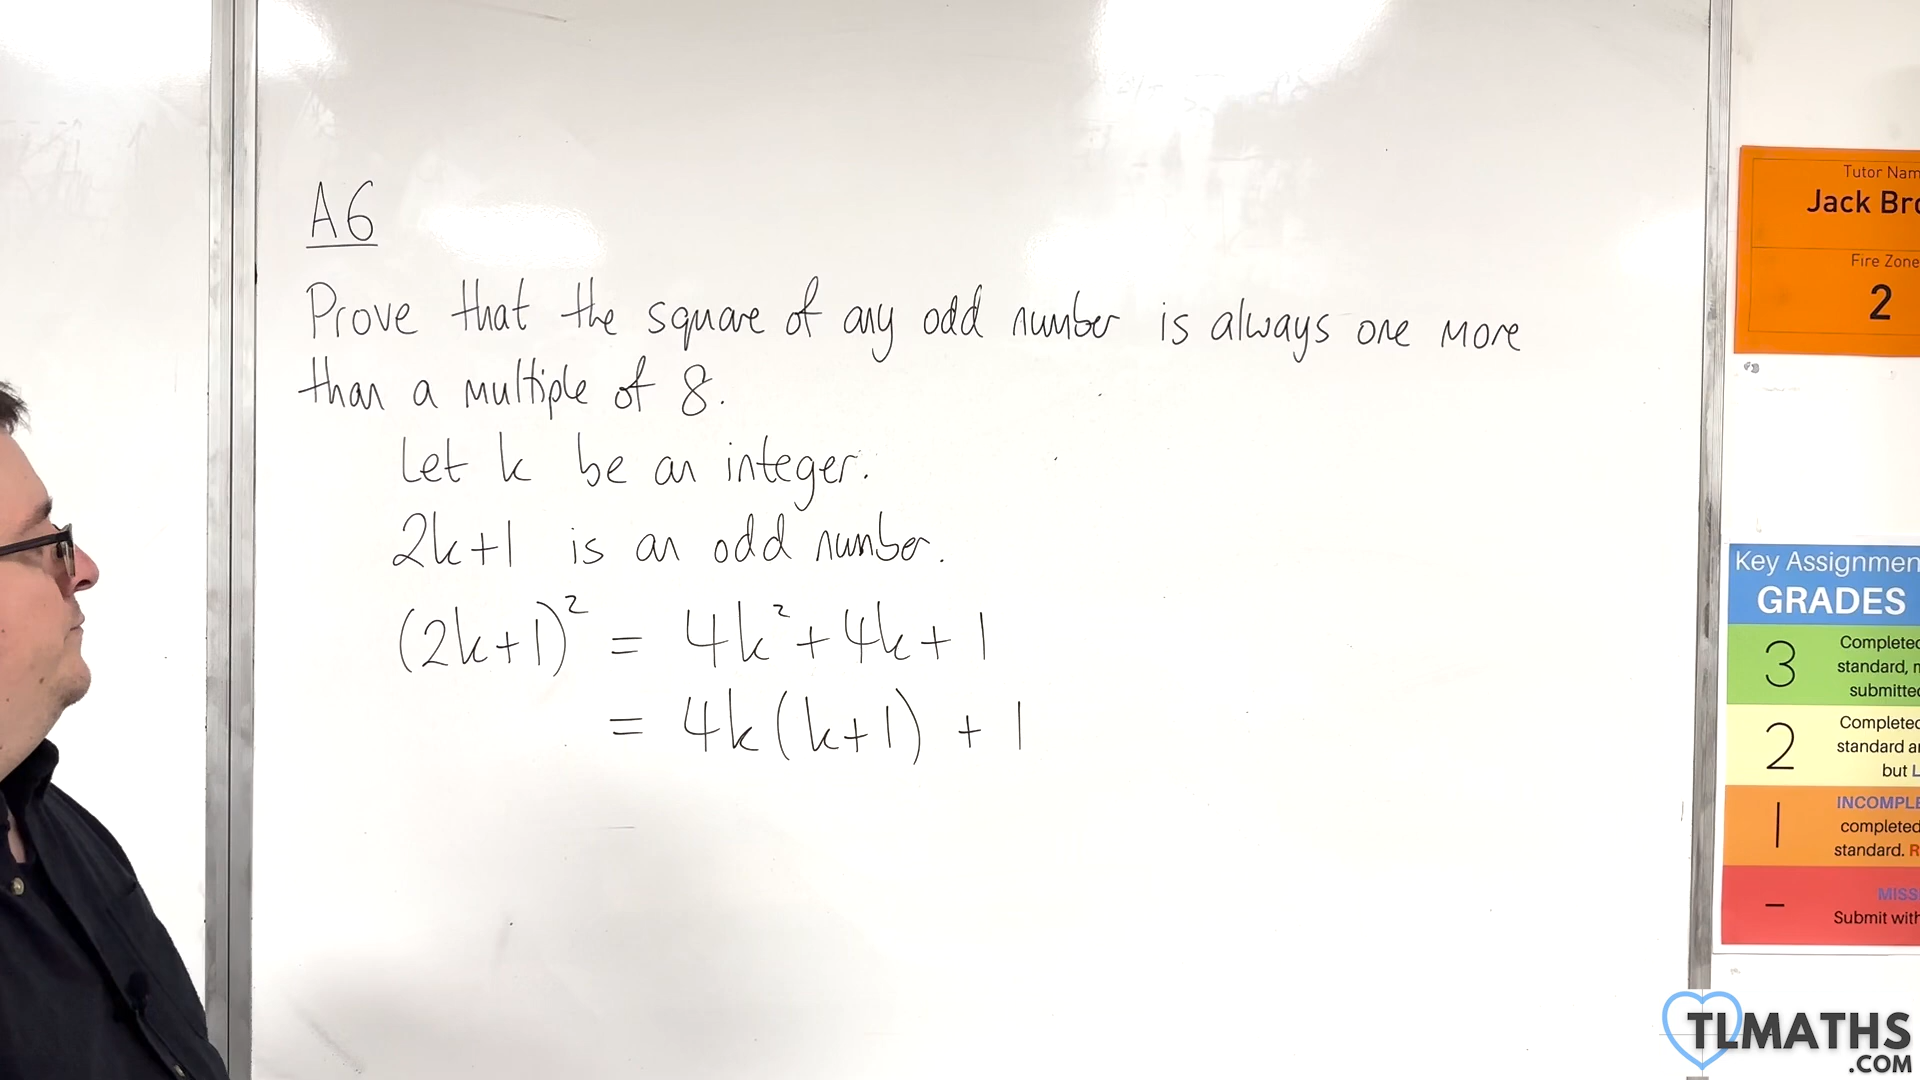 A6
Prove that the square of any odd number is always one more
than a multiple of 8.
Let k be an integer.
2k+1 is an odd number.
(2k+1)² = 4k²+4k+1
= 4k(k+1) + 1
Tutor Nam
Jack Bro
Fire Zone
2
Key Assignmen
GRADES
3
Completed
standard,
submitted
2
Completed
standard a
but L
1
INCOMPLE
completed
standard. R
-
MISS
Submit with
TLMATHS
.COM